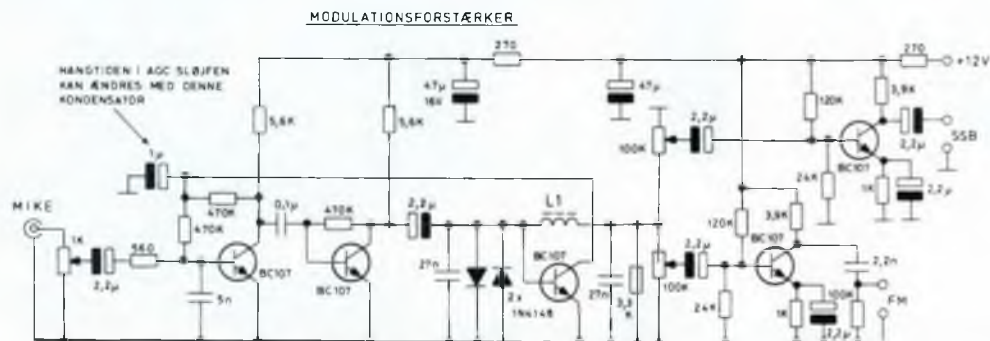 MODULATIONSFORSTÆRKER
HANGTIDEN I AGC SLØJFEN
KAN ÆNDRES MED DENNE
KONDENSATOR
270
270
+12V
47µ
16V
47µ
5,6K
5,6K
120K
3,9K
2,2µ
SSB
2,2µ
100K
BC107
1µ
24K
1K
2,2µ
MIKE
470K
0,1µ
470K
2,2µ
L1
470K
1K
560
2,2µ
BC107
5n
BC107
27n
2x
1N4148
BC107
27n
3,3
K
100K
2,2µ
120K
3,9K
BC107
2,2n
24K
1K
100K
2,2µ
FM